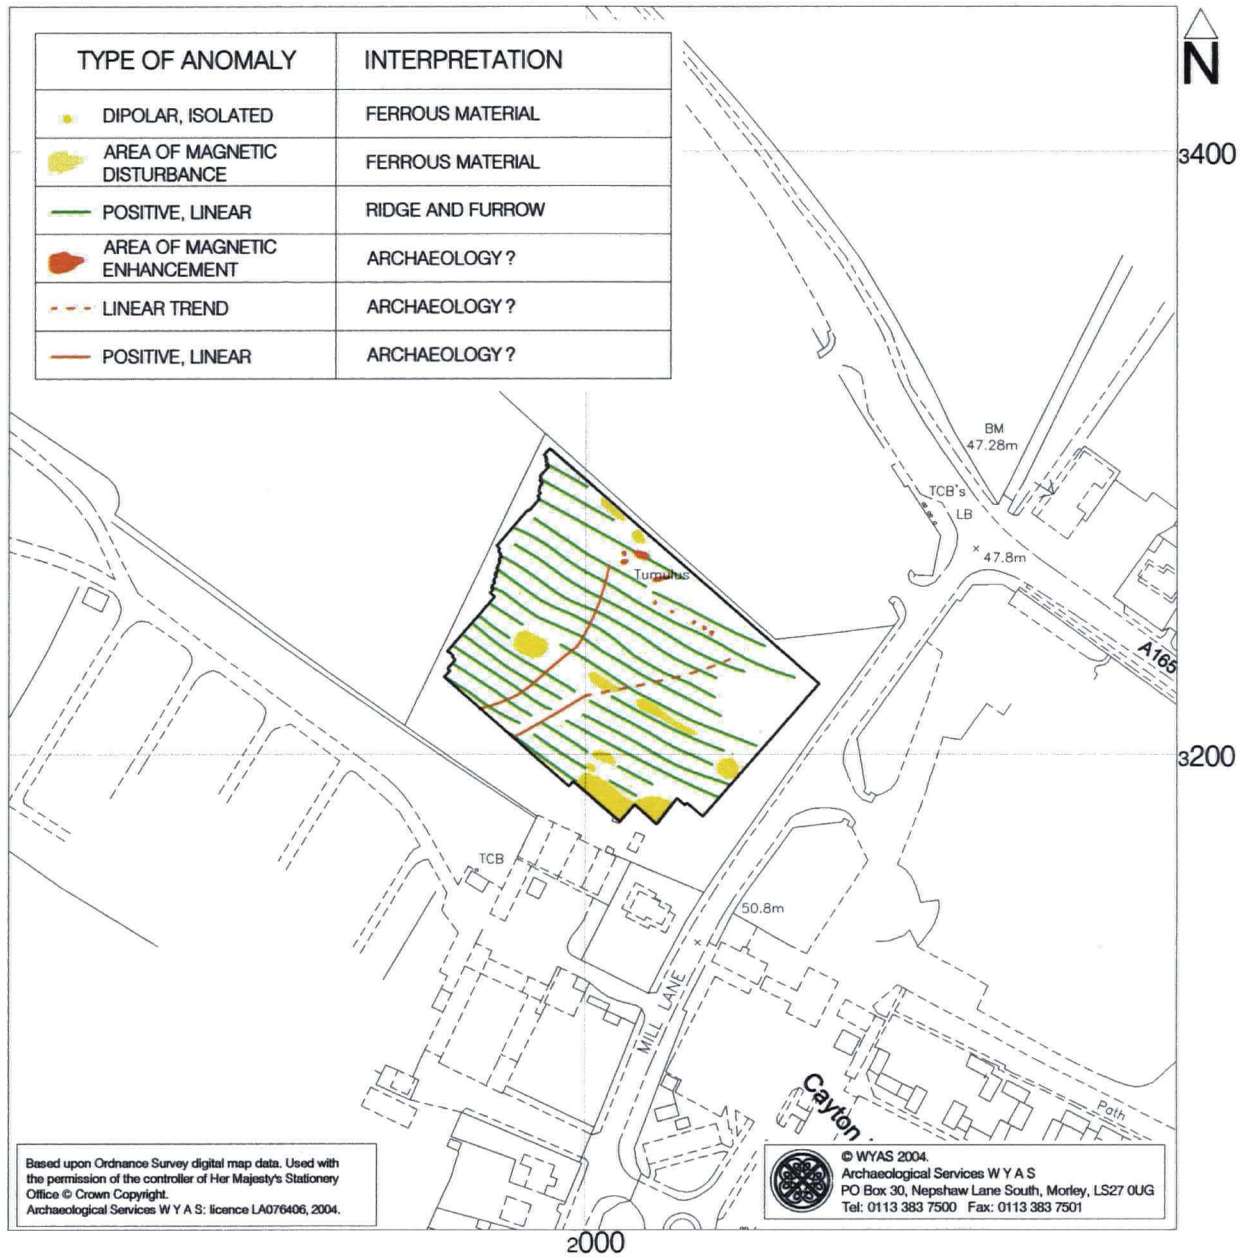 TYPE OF ANOMALY INTERPRETATION
DIPOLAR, ISOLATED FERROUS MATERIAL
AREA OF MAGNETIC DISTURBANCE FERROUS MATERIAL
POSITIVE, LINEAR RIDGE AND FURROW
AREA OF MAGNETIC ENHANCEMENT ARCHAEOLOGY ?
LINEAR TREND ARCHAEOLOGY ?
POSITIVE, LINEAR ARCHAEOLOGY ?
N
3400
BM
47.28m
TCB's
LB
47.8m
Tumulus
A165
3200
TCB
50.8m
MILL LANE
Cayton
Path
Based upon Ordnance Survey digital map data. Used with
the permission of the controller of Her Majesty's Stationery
Office © Crown Copyright.
Archaeological Services W Y A S: licence LA076406, 2004.
© WYAS 2004.
Archaeological Services W Y A S
PO Box 30, Nepshaw Lane South, Morley, LS27 0UG
Tel: 0113 383 7500 Fax: 0113 383 7501
2000